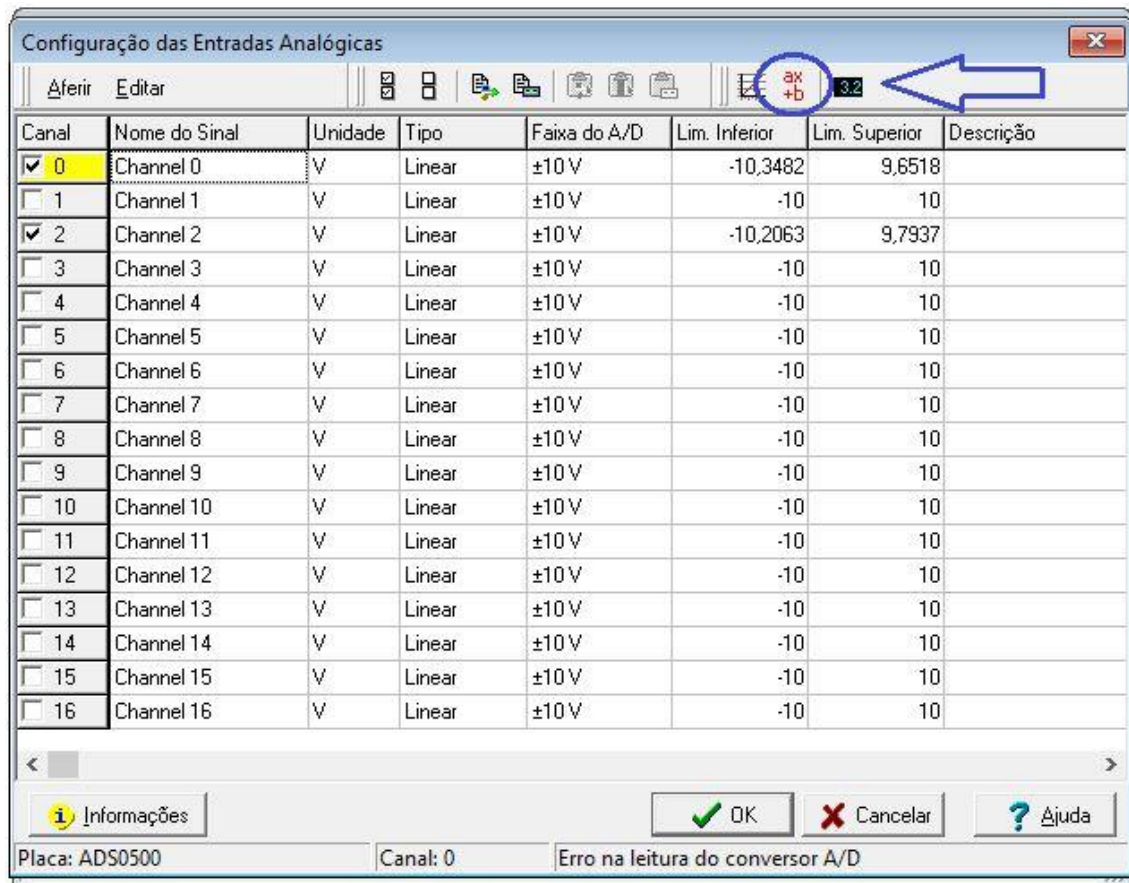 Configuração das Entradas Analógicas
Aferir Editar ax +b 3.2
Canal Nome do Sinal Unidade Tipo Faixa do A/D Lim. Inferior Lim. Superior Descrição
0 Channel 0 V Linear ±10 V -10,3482 9,6518
1 Channel 1 V Linear ±10 V -10 10
2 Channel 2 V Linear ±10 V -10,2063 9,7937
3 Channel 3 V Linear ±10 V -10 10
4 Channel 4 V Linear ±10 V -10 10
5 Channel 5 V Linear ±10 V -10 10
6 Channel 6 V Linear ±10 V -10 10
7 Channel 7 V Linear ±10 V -10 10
8 Channel 8 V Linear ±10 V -10 10
9 Channel 9 V Linear ±10 V -10 10
10 Channel 10 V Linear ±10 V -10 10
11 Channel 11 V Linear ±10 V -10 10
12 Channel 12 V Linear ±10 V -10 10
13 Channel 13 V Linear ±10 V -10 10
14 Channel 14 V Linear ±10 V -10 10
15 Channel 15 V Linear ±10 V -10 10
16 Channel 16 V Linear ±10 V -10 10
Informações OK Cancelar Ajuda
Placa: ADS0500 Canal: 0 Erro na leitura do conversor A/D